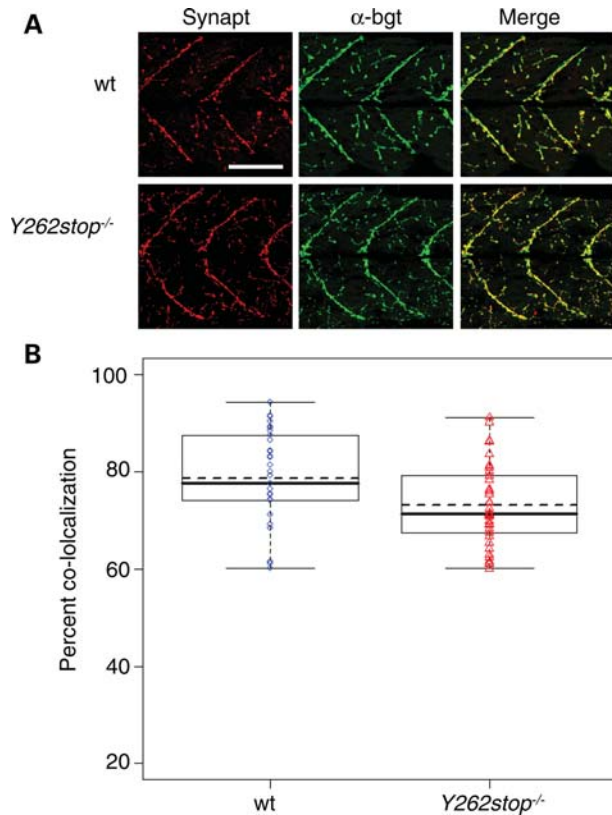 A
Synapt
α-bgt
Merge
wt
Y262stop-/-
B
Percent co-lolcalization
100
80
60
40
20
wt
Y262stop-/-